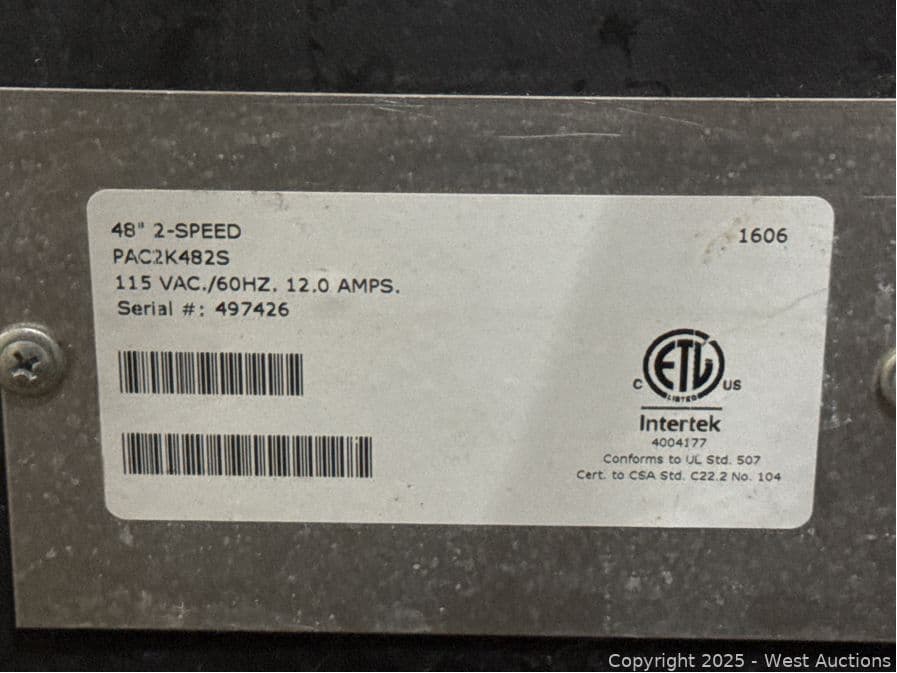 48" 2-SPEED
PAC2K482S
115 VAC./60HZ. 12.0 AMPS.
Serial #: 497426
1606
C ETL US
LISTED
Intertek
4004177
Conforms to UL Std. 507
Cert. to CSA Std. C22.2 No. 104
Copyright 2025 - West Auctions